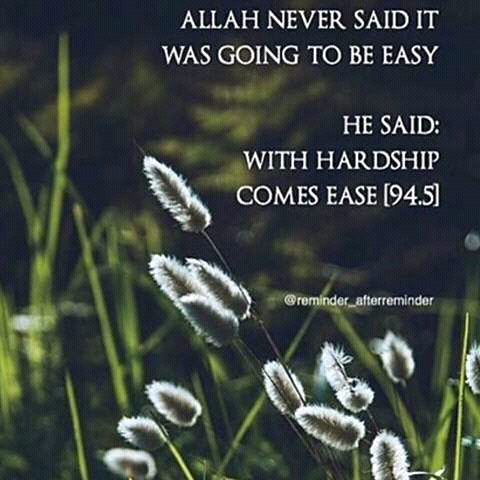 ALLAH NEVER SAID IT
WAS GOING TO BE EASY
HE SAID:
WITH HARDSHIP
COMES EASE [94.5]
@reminder_afterreminder